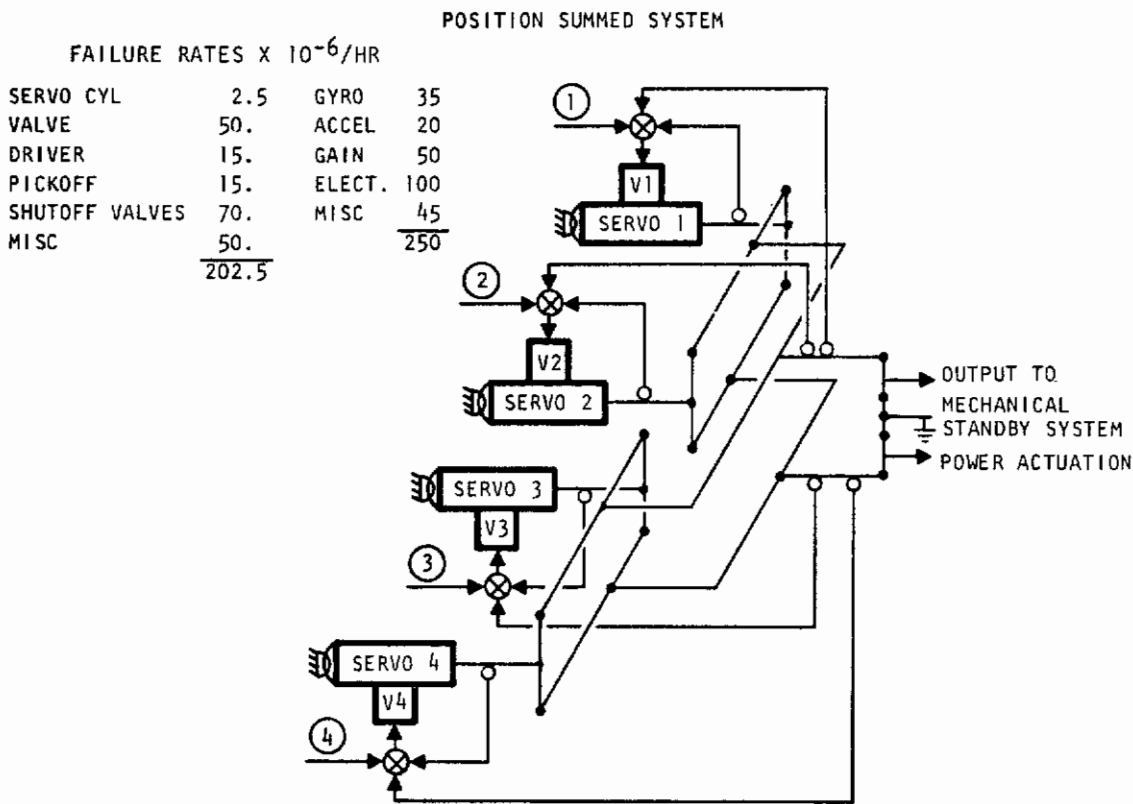 POSITION SUMMED SYSTEM
FAILURE RATES X 10⁻⁶/HR
SERVO CYL 2.5 GYRO 35
VALVE 50. ACCEL 20
DRIVER 15. GAIN 50
PICKOFF 15. ELECT. 100
SHUTOFF VALVES 70. MISC 45
MISC 50. 250
202.5
1
V1
SERVO 1
2
V2
SERVO 2
OUTPUT TO
MECHANICAL
STANDBY SYSTEM
POWER ACTUATION
SERVO 3
V3
3
SERVO 4
V4
4